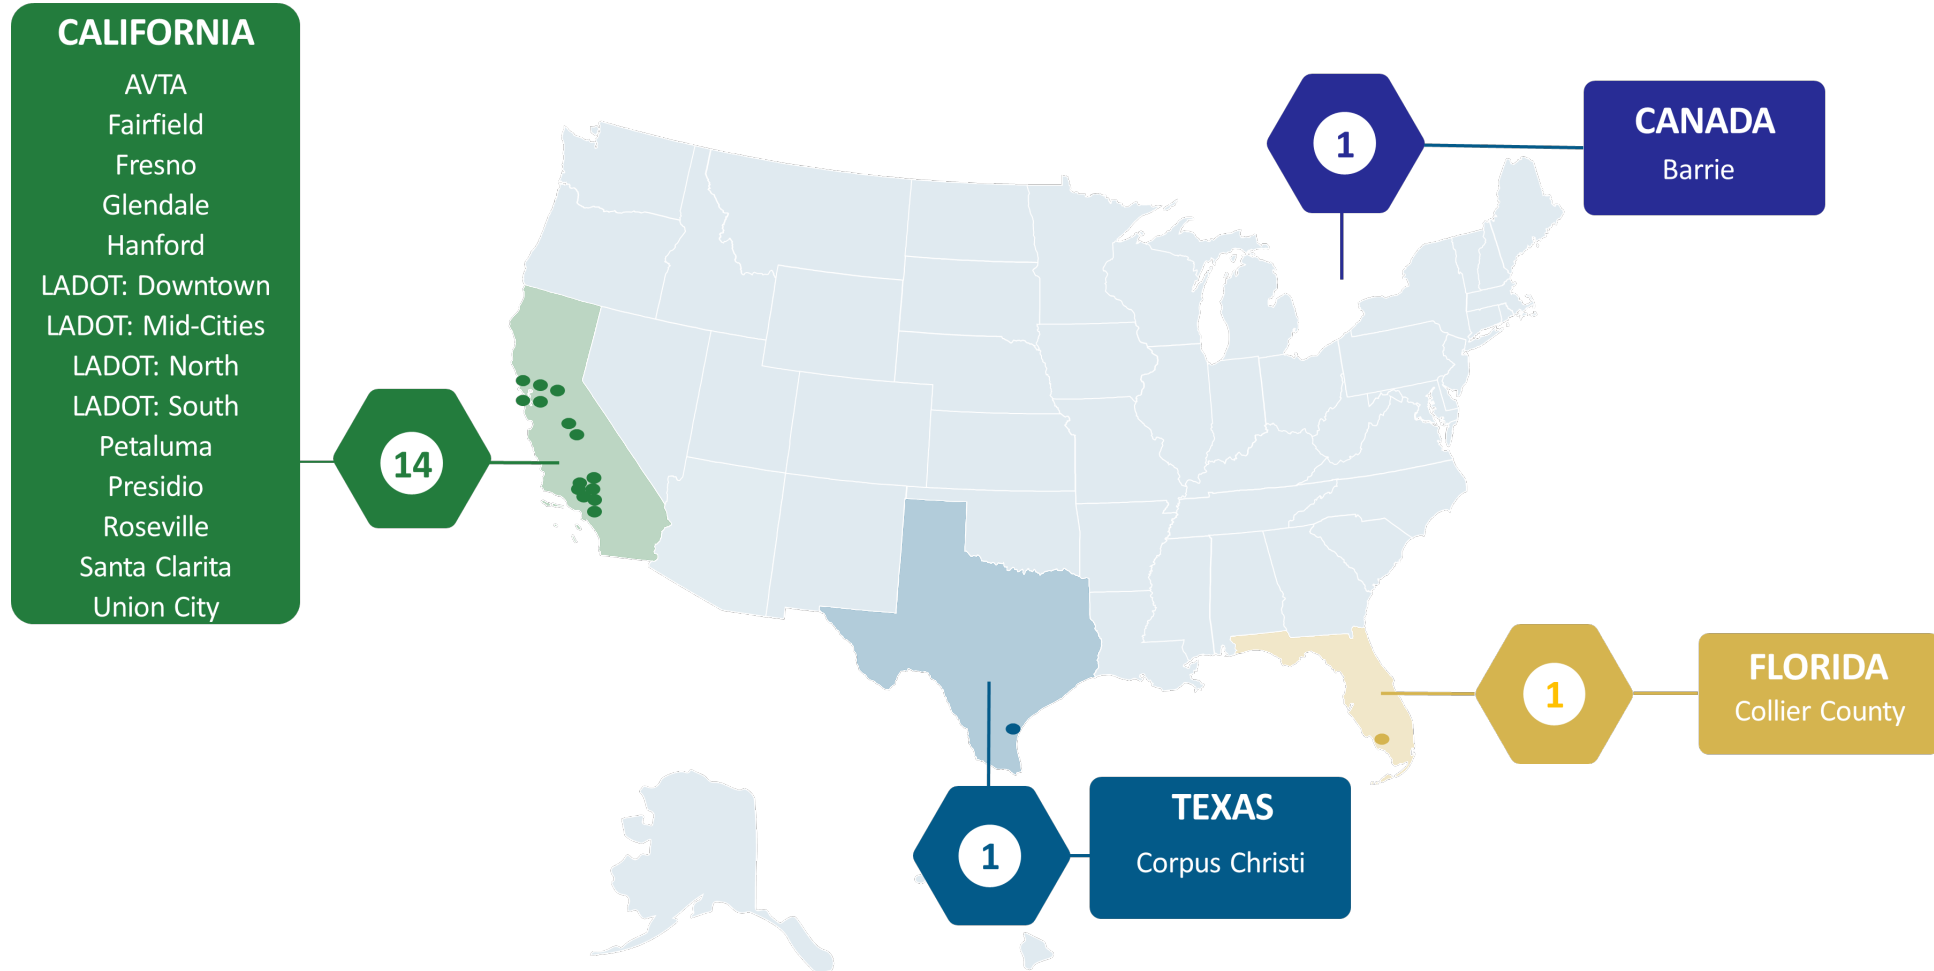 CALIFORNIA
AVTA
Fairfield
Fresno
Glendale
Hanford
LADOT: Downtown
LADOT: Mid-Cities
LADOT: North
LADOT: South
Petaluma
Presidio
Roseville
Santa Clarita
Union City
14
1
CANADA
Barrie
1
FLORIDA
Collier County
1
TEXAS
Corpus Christi